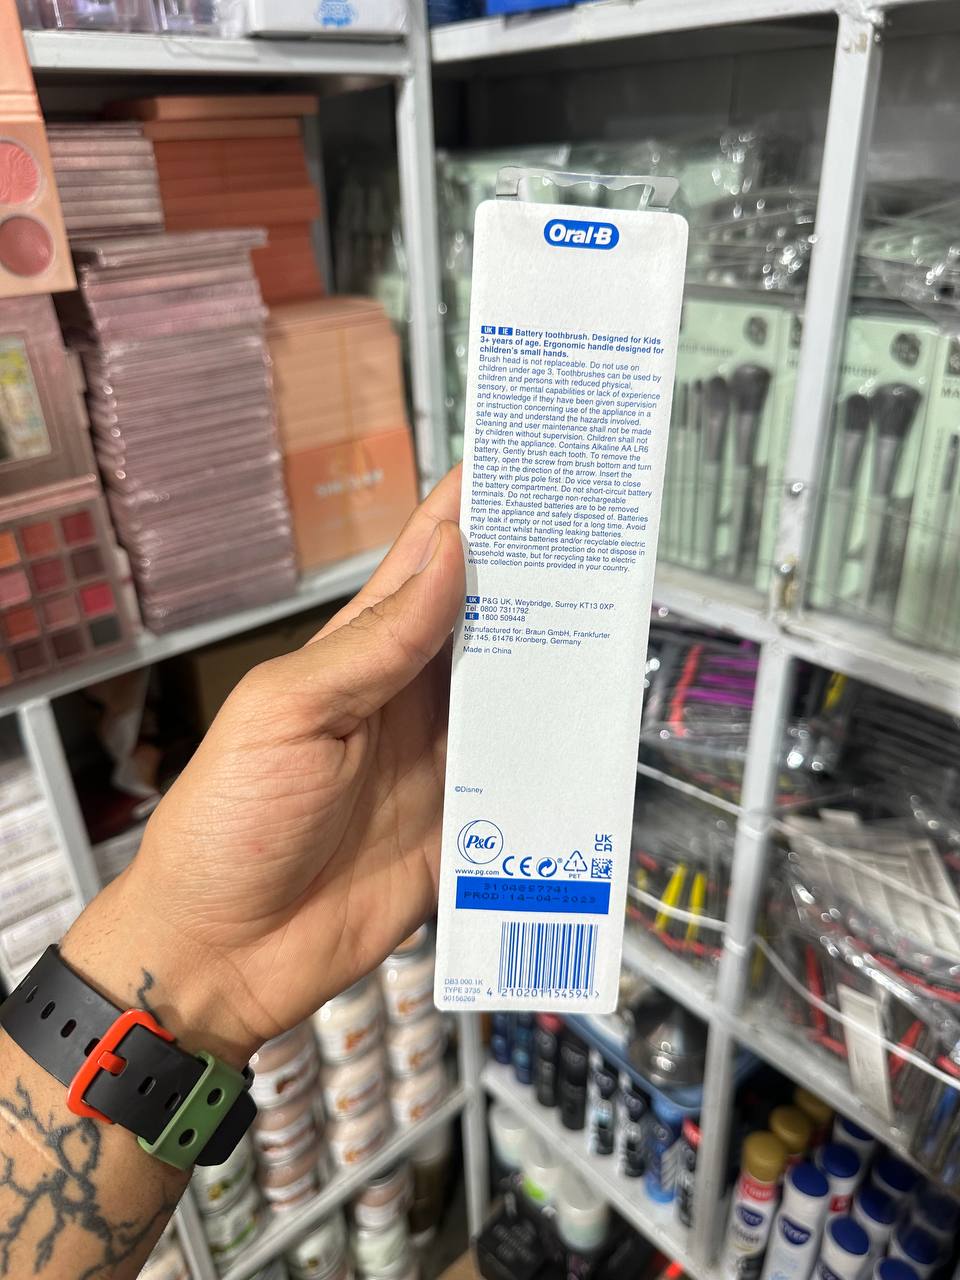 Oral-B
UK IE Battery toothbrush. Designed for Kids
3+ years of age. Ergonomic handle designed for
children's small hands.
Brush head is not replaceable. Do not use on
children under age 3. Toothbrushes can be used by
children and persons with reduced physical,
sensory, or mental capabilities or lack of experience
and knowledge if they have been given supervision
or instruction concerning use of the appliance in a
safe way and understand the hazards involved.
Cleaning and user maintenance shall not be made
by children without supervision. Children shall not
play with the appliance. Contains Alkaline AA LR6
battery. Gently brush each tooth. To remove the
battery, open the screw from brush bottom and turn
the cap in the direction of the arrow. Insert the
battery with plus pole first. Do vice versa to close
the battery compartment. Do not short-circuit battery
terminals. Do not recharge non-rechargeable
batteries. Exhausted batteries are to be removed
from the appliance and safely disposed of. Batteries
may leak if empty or not used for a long time. Avoid
skin contact whilst handling leaking batteries.
Product contains batteries and/or recyclable electric
waste. For environment protection do not dispose in
household waste, but for recycling take to electric
waste collection points provided in your country.
UK P&G UK, Weybridge, Surrey KT13 0XP.
Tel: 0800 7311792
IE 1800 509448
Manufactured for: Braun GmbH, Frankfurter
Str.145, 61476 Kronberg, Germany
Made in China
©Disney
P&G
www.pg.com
CE
1
PET
UK
CA
PROD:14-04-2023
DB3 000.1K
TYPE 3735
90156269
4 210201 154594 >